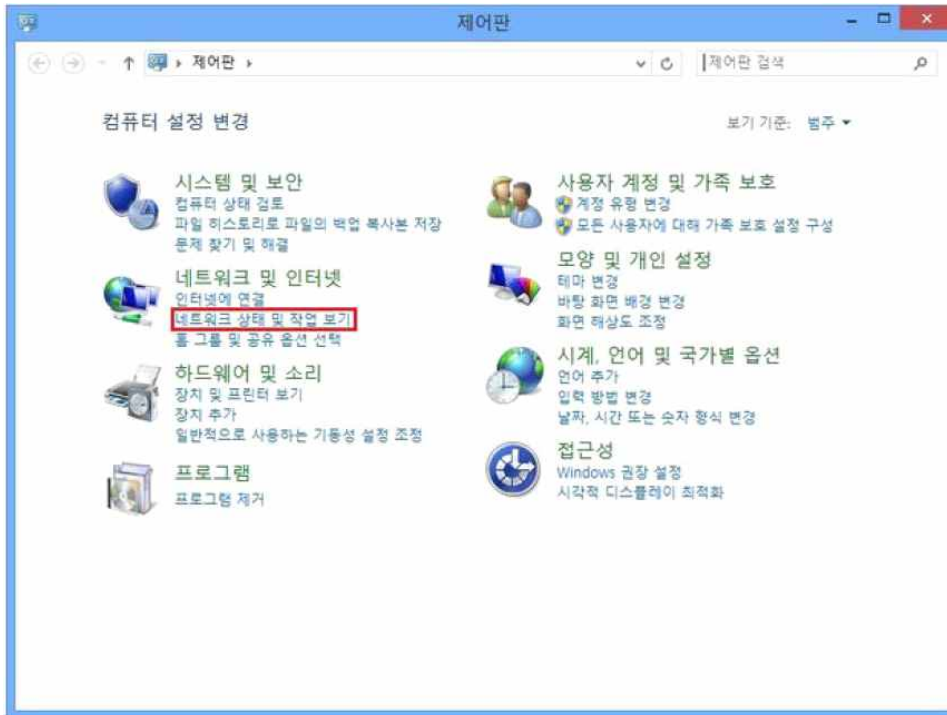 제어판
제어판
제어판 검색
컴퓨터 설정 변경
보기 기준: 범주
시스템 및 보안
컴퓨터 상태 검토
파일 히스토리로 파일의 백업 복사본 저장
문제 찾기 및 해결
네트워크 및 인터넷
인터넷에 연결
네트워크 상태 및 작업 보기
홈 그룹 및 공유 옵션 선택
하드웨어 및 소리
장치 및 프린터 보기
장치 추가
일반적으로 사용하는 기동성 설정 조정
프로그램
프로그램 제거
사용자 계정 및 가족 보호
계정 유형 변경
모든 사용자에 대해 가족 보호 설정 구성
모양 및 개인 설정
테마 변경
바탕 화면 배경 변경
화면 해상도 조정
시계, 언어 및 국가별 옵션
언어 추가
입력 방법 변경
날짜, 시간 또는 숫자 형식 변경
접근성
Windows 권장 설정
시각적 디스플레이 최적화